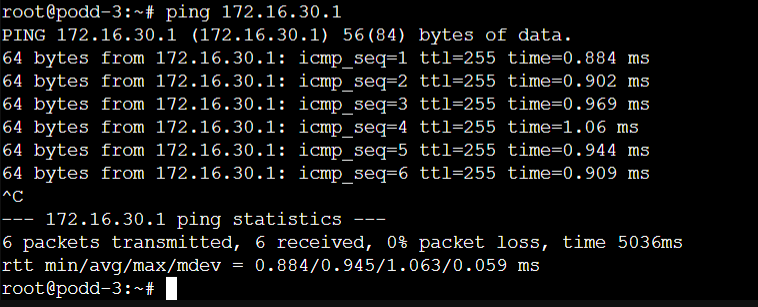 root@podd-3:~# ping 172.16.30.1
PING 172.16.30.1 (172.16.30.1) 56(84) bytes of data.
64 bytes from 172.16.30.1: icmp_seq=1 ttl=255 time=0.884 ms
64 bytes from 172.16.30.1: icmp_seq=2 ttl=255 time=0.902 ms
64 bytes from 172.16.30.1: icmp_seq=3 ttl=255 time=0.969 ms
64 bytes from 172.16.30.1: icmp_seq=4 ttl=255 time=1.06 ms
64 bytes from 172.16.30.1: icmp_seq=5 ttl=255 time=0.944 ms
64 bytes from 172.16.30.1: icmp_seq=6 ttl=255 time=0.909 ms
^C
--- 172.16.30.1 ping statistics ---
6 packets transmitted, 6 received, 0% packet loss, time 5036ms
rtt min/avg/max/mdev = 0.884/0.945/1.063/0.059 ms
root@podd-3:~#